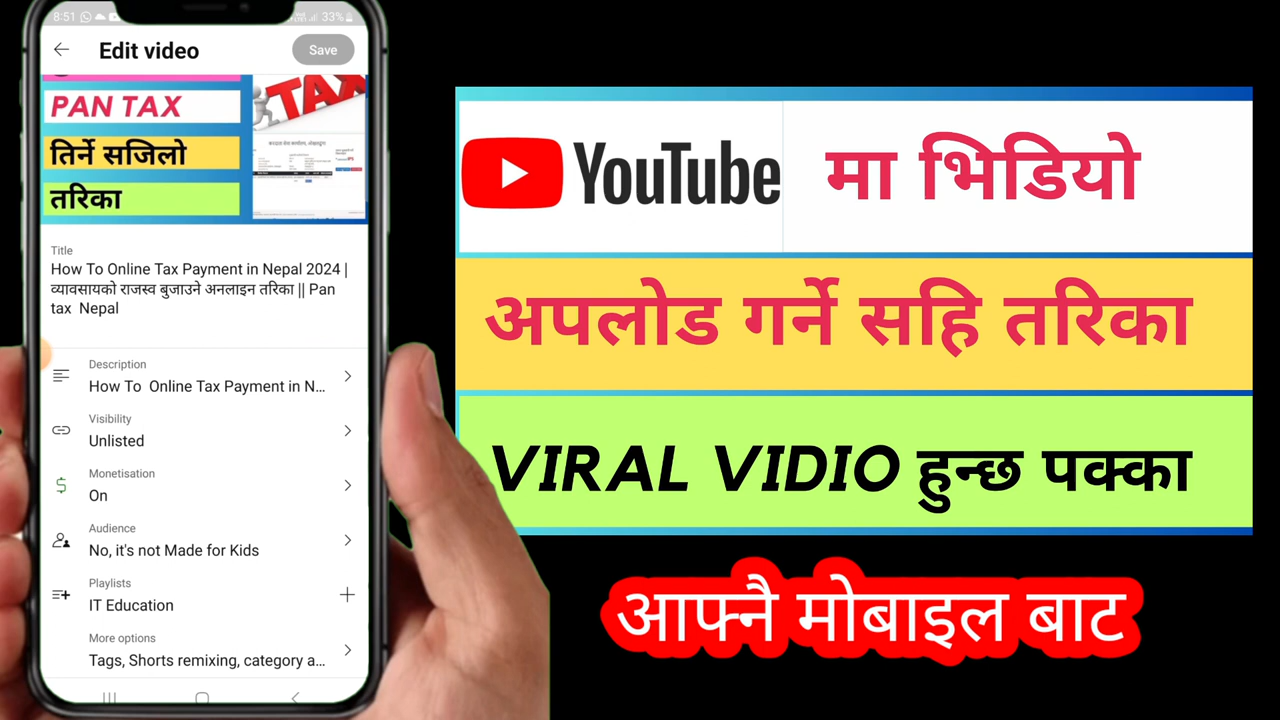 8:51
33%
Edit video
Save
PAN TAX
तिर्ने सजिलो
तरिका
TAX
Title
How To Online Tax Payment in Nepal 2024 |
व्यावसायको राजस्व बुजाउने अनलाइन तरिका || Pan
tax Nepal
Description
How To Online Tax Payment in N...
Visibility
Unlisted
Monetisation
On
Audience
No, it's not Made for Kids
Playlists
IT Education
More options
Tags, Shorts remixing, category a...
YouTube मा भिडियो
अपलोड गर्ने सहि तरिका
VIRAL VIDIO हुन्छ पक्का
आफ्नै मोबाइल बाट